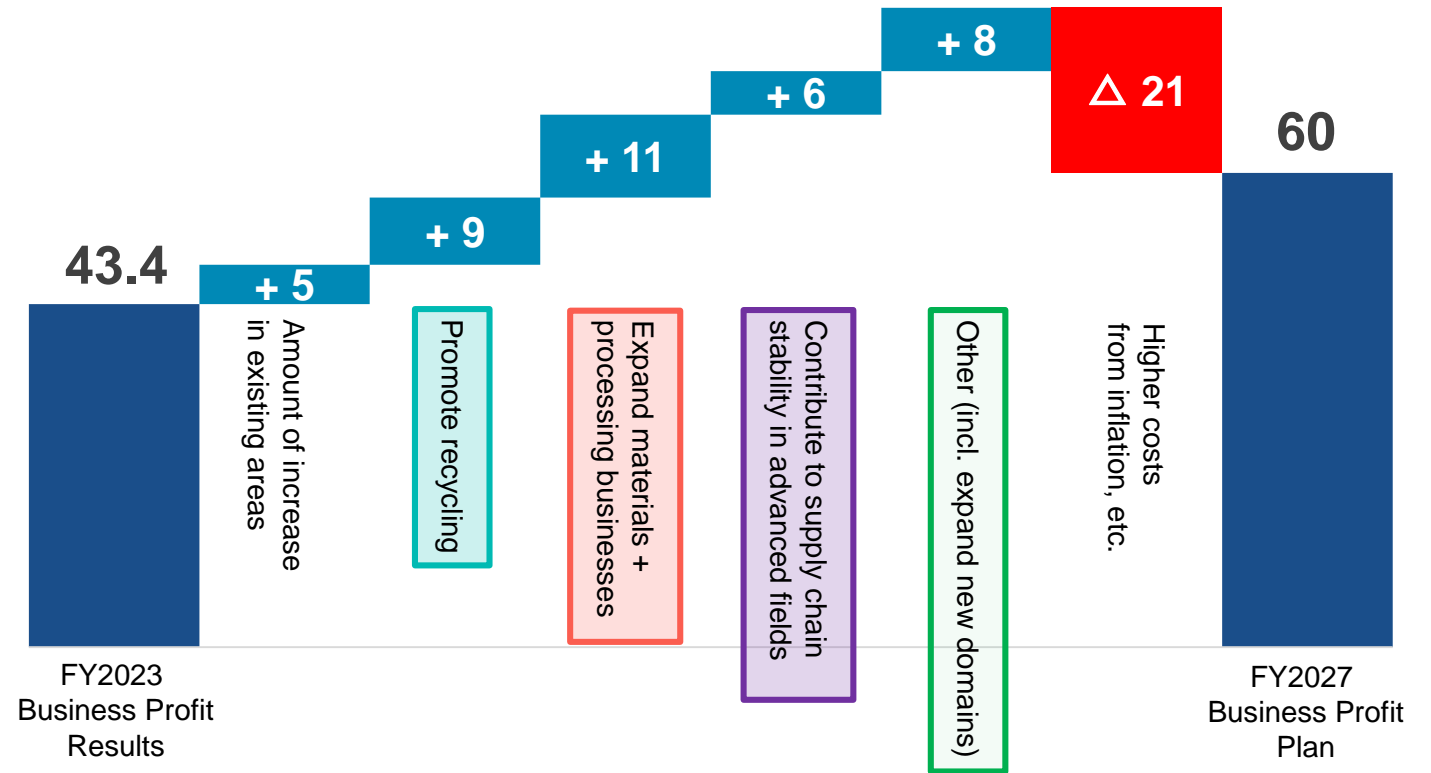 43.4
+ 5
+ 9
+ 11
+ 6
+ 8
△ 21
60
Amount of increase
in existing areas
Promote recycling
Expand materials +
processing businesses
Contribute to supply chain
stability in advanced fields
Other (incl. expand new domains)
Higher costs
from inflation, etc.
FY2023
Business Profit
Results
FY2027
Business Profit
Plan